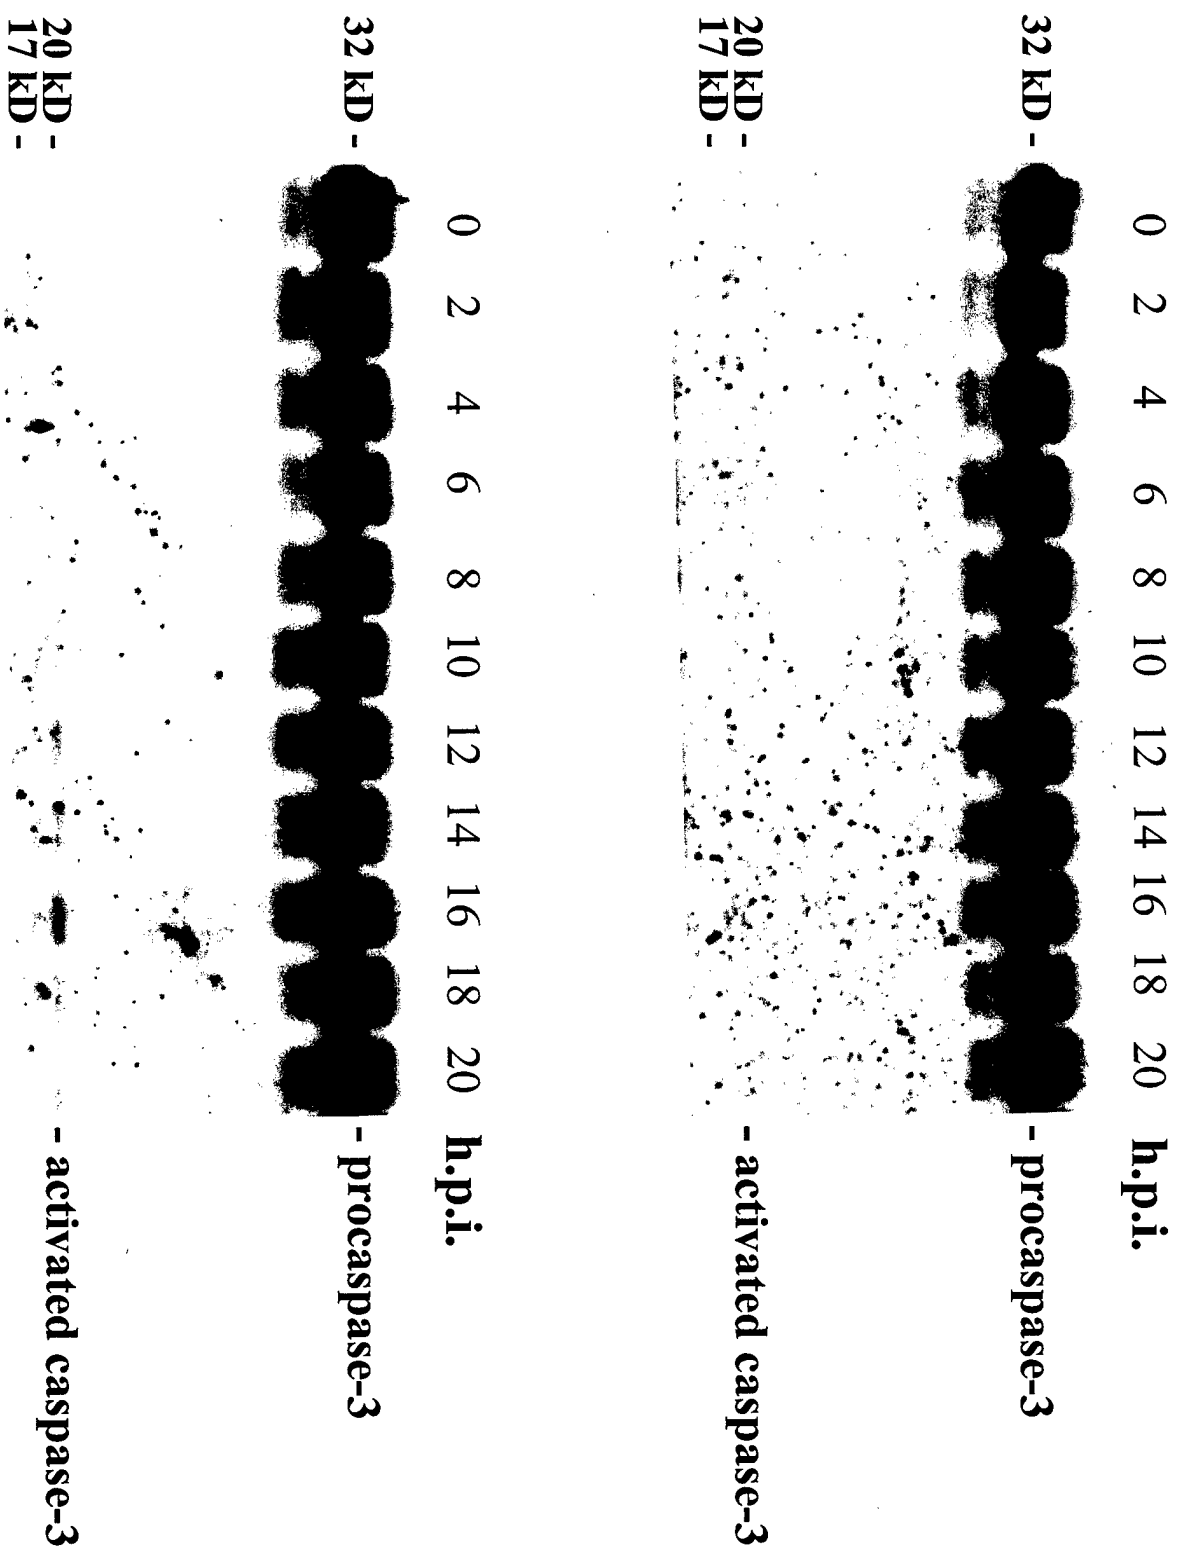 0 2 4 6 8 10 12 14 16 18 20 h.p.i.
32 kD - - procaspase-3
20 kD - - activated caspase-3
17 kD -
0 2 4 6 8 10 12 14 16 18 20 h.p.i.
32 kD - - procaspase-3
20 kD - - activated caspase-3
17 kD -